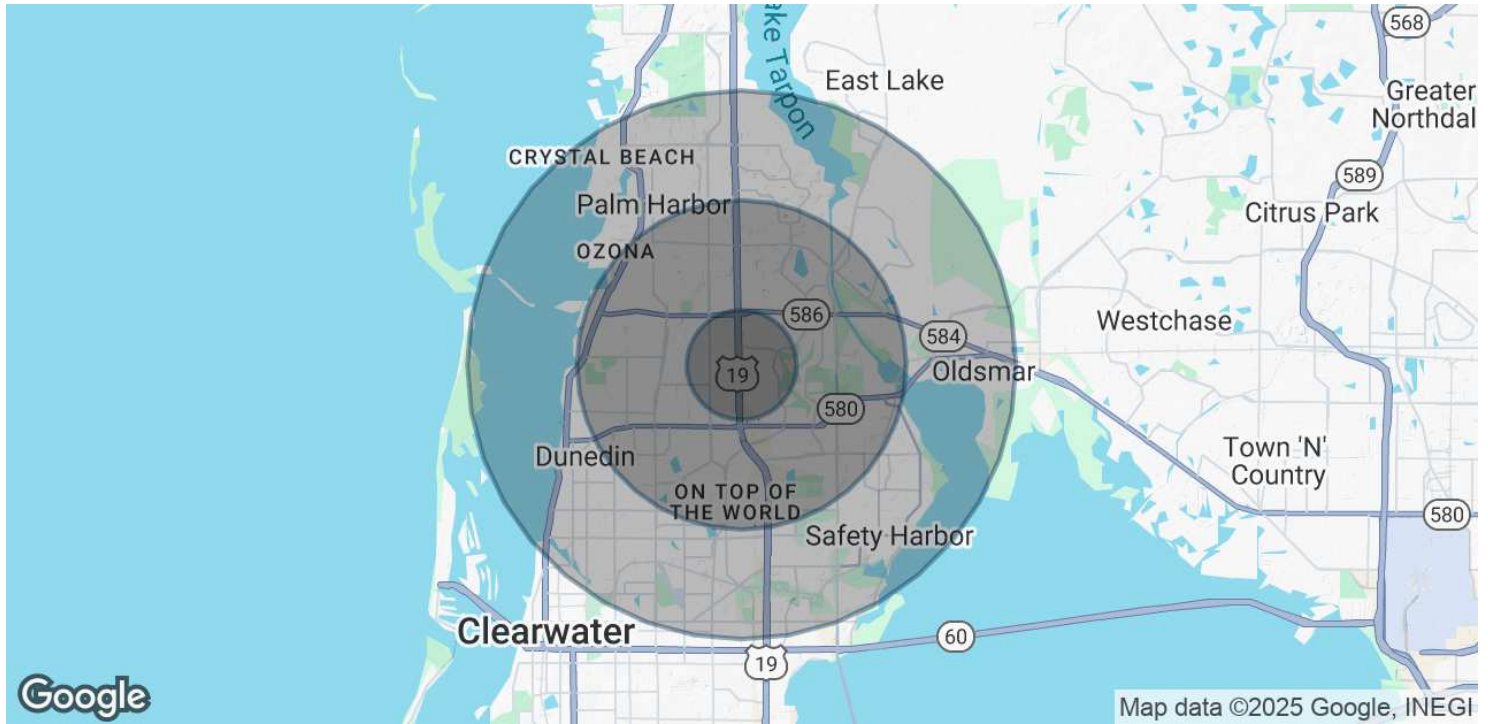 568
Lake Tarpon
East Lake
Greater
Northdal
CRYSTAL BEACH
589
Palm Harbor
Citrus Park
OZONA
586
Westchase
584
19
Oldsmar
580
Dunedin
Town 'N'
Country
ON TOP OF
THE WORLD
580
Safety Harbor
Clearwater
60
19
Google
Map data ©2025 Google, INEGI